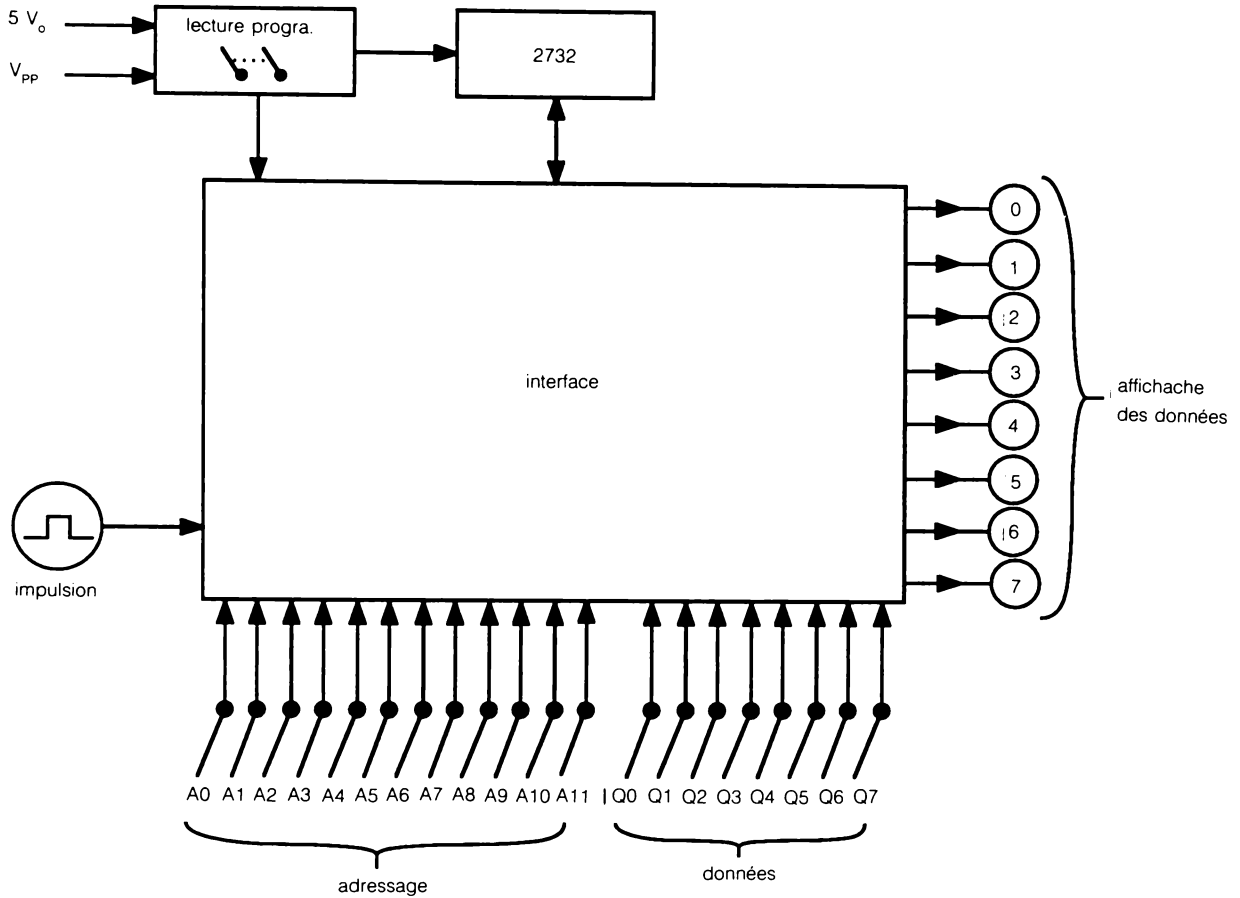 5 Vo
lecture progra.
VPP
2732
0
1
2
3
4
5
6
7
interface
affichache
des données
impulsion
A0 A1 A2 A3 A4 A5 A6 A7 A8 A9 A10 A11 Q0 Q1 Q2 Q3 Q4 Q5 Q6 Q7
adressage
données